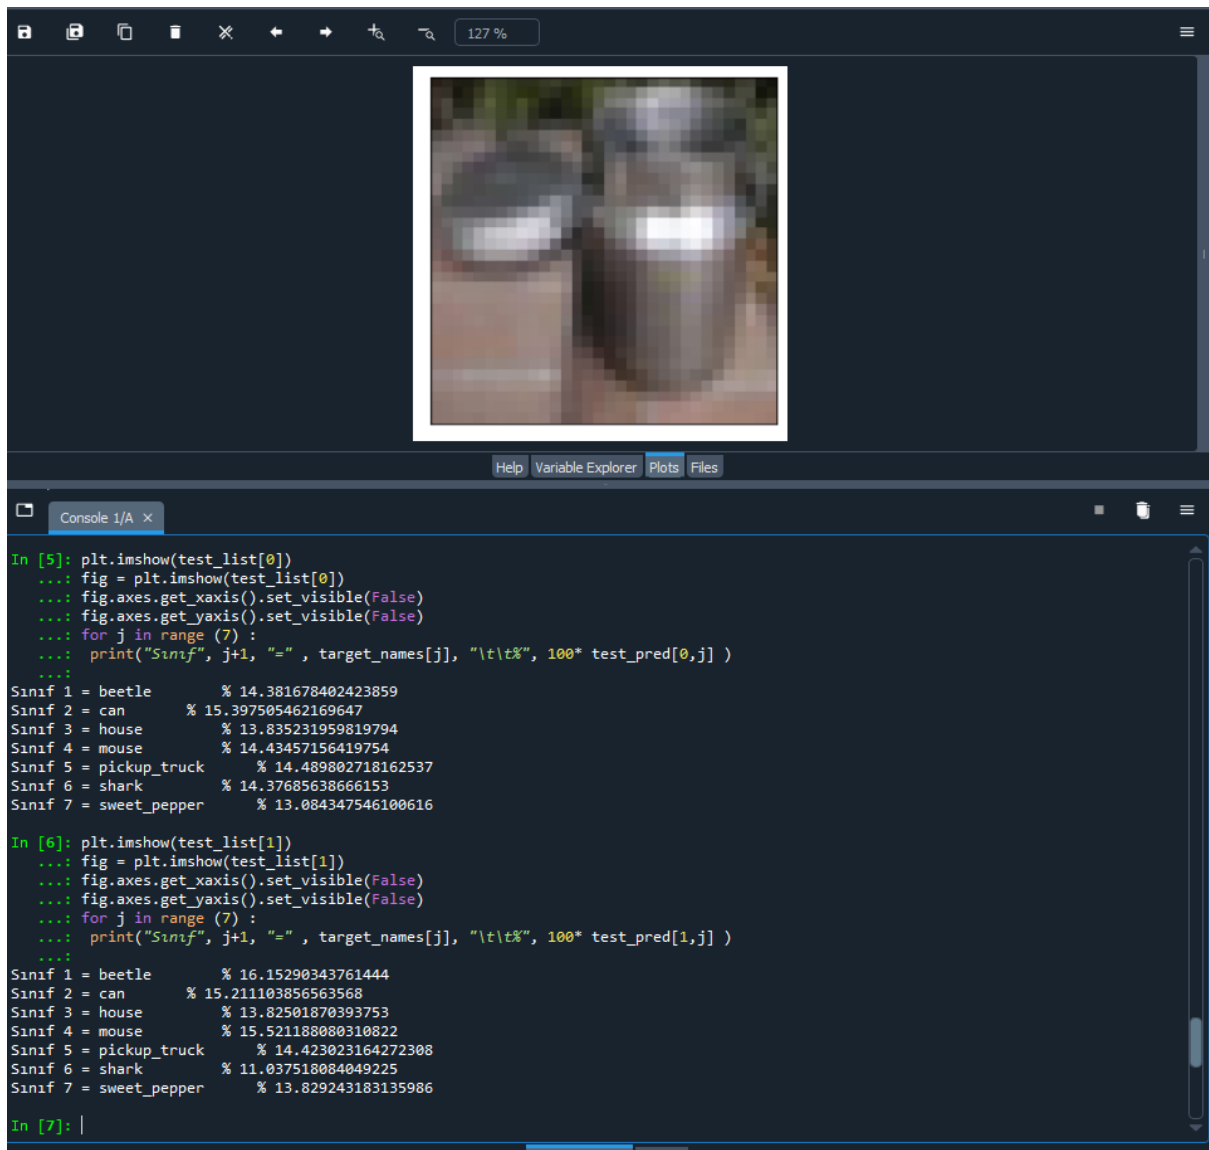 127 %
Help Variable Explorer Plots Files
Console 1/A ×
In [5]: plt.imshow(test_list[0])
...: fig = plt.imshow(test_list[0])
...: fig.axes.get_xaxis().set_visible(False)
...: fig.axes.get_yaxis().set_visible(False)
...: for j in range (7) :
...:  print("Sınıf", j+1, "=" , target_names[j], "\t\t%", 100* test_pred[0,j] )
...:
Sınıf 1 = beetle % 14.381678402423859
Sınıf 2 = can % 15.397505462169647
Sınıf 3 = house % 13.835231959819794
Sınıf 4 = mouse % 14.43457156419754
Sınıf 5 = pickup_truck % 14.489802718162537
Sınıf 6 = shark % 14.37685638666153
Sınıf 7 = sweet_pepper % 13.084347546100616
In [6]: plt.imshow(test_list[1])
...: fig = plt.imshow(test_list[1])
...: fig.axes.get_xaxis().set_visible(False)
...: fig.axes.get_yaxis().set_visible(False)
...: for j in range (7) :
...:  print("Sınıf", j+1, "=" , target_names[j], "\t\t%", 100* test_pred[1,j] )
...:
Sınıf 1 = beetle % 16.15290343761444
Sınıf 2 = can % 15.211103856563568
Sınıf 3 = house % 13.82501870393753
Sınıf 4 = mouse % 15.521188080310822
Sınıf 5 = pickup_truck % 14.423023164272308
Sınıf 6 = shark % 11.037518084049225
Sınıf 7 = sweet_pepper % 13.829243183135986
In [7]: